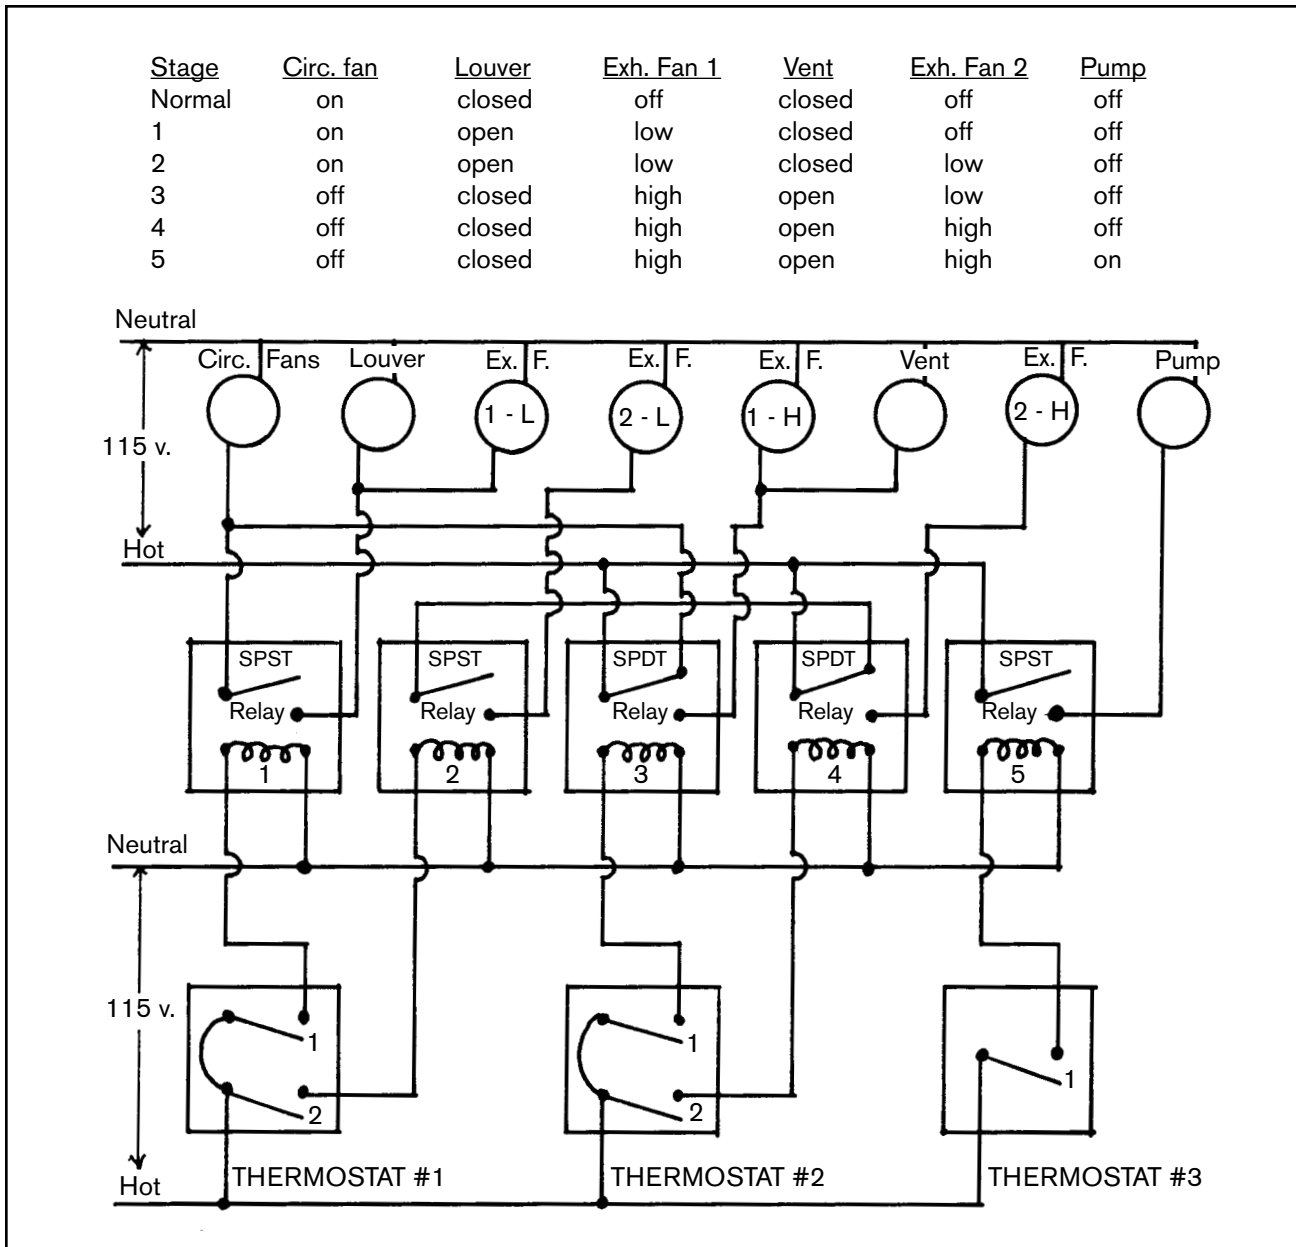 Stage Circ. fan Louver Exh. Fan 1 Vent Exh. Fan 2 Pump
Normal on closed off closed off off
1 on open low closed off off
2 on open low closed low off
3 off closed high open low off
4 off closed high open high off
5 off closed high open high on
Neutral
Circ. Fans Louver Ex. F. Ex. F. Ex. F. Vent Ex. F. Pump
1 - L 2 - L 1 - H 2 - H
115 v.
Hot
SPST SPST SPDT SPDT SPST
Relay Relay Relay Relay Relay
1 2 3 4 5
Neutral
115 v.
1 1 1
2 2
THERMOSTAT #1 THERMOSTAT #2 THERMOSTAT #3
Hot